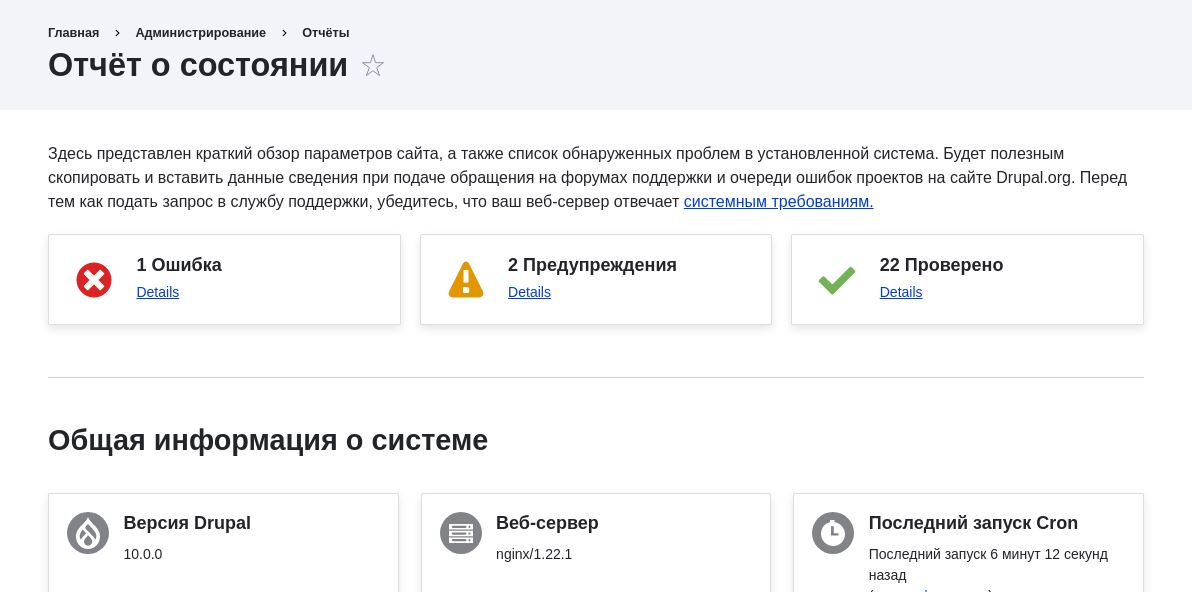 Главная › Администрирование › Отчёты
Отчёт о состоянии ☆
Здесь представлен краткий обзор параметров сайта, а также список обнаруженных проблем в установленной система. Будет полезным
скопировать и вставить данные сведения при подаче обращения на форумах поддержки и очереди ошибок проектов на сайте Drupal.org. Перед
тем как подать запрос в службу поддержки, убедитесь, что ваш веб-сервер отвечает системным требованиям.
1 Ошибка
Details
2 Предупреждения
Details
22 Проверено
Details
Общая информация о системе
Версия Drupal
10.0.0
Веб-сервер
nginx/1.22.1
Последний запуск Cron
Последний запуск 6 минут 12 секунд
назад